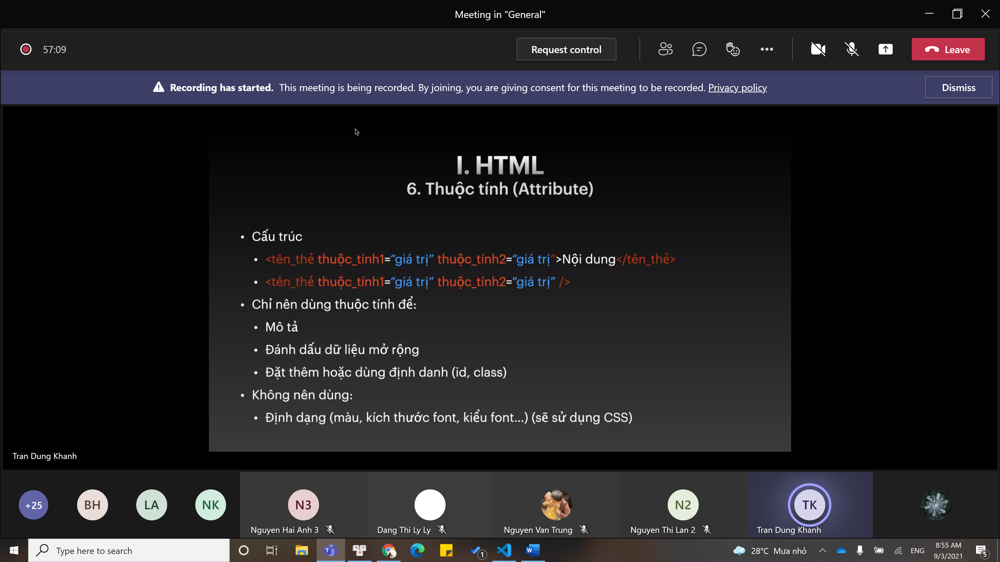 Meeting in "General"
57:09
Request control
Leave
Recording has started. This meeting is being recorded. By joining, you are giving consent for this meeting to be recorded. Privacy policy
Dismiss
I. HTML
6. Thuộc tính (Attribute)
• Cấu trúc
• <tên_thẻ thuộc_tính1=“giá trị” thuộc_tính2=“giá trị”>Nội dung</tên_thẻ>
• <tên_thẻ thuộc_tính1=“giá trị” thuộc_tính2=“giá trị” />
• Chỉ nên dùng thuộc tính để:
• Mô tả
• Đánh dấu dữ liệu mở rộng
• Đặt thêm hoặc dùng định danh (id, class)
• Không nên dùng:
• Định dạng (màu, kích thước font, kiểu font...) (sẽ sử dụng CSS)
Tran Dung Khanh
+25
BH
LA
NK
N3
N2
TK
Nguyen Hai Anh 3
Dang Thi Ly Ly
Nguyen Van Trung
Nguyen Thi Lan 2
Tran Dung Khanh
Type here to search
T
u n i
1
W
28°C Mưa nhỏ
ENG
8:55 AM
9/3/2021
5